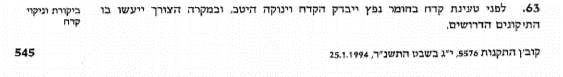 63. לפני טעינת קדח בחומר נפץ ייבדק הקדח וינוקה היטב, ובמקרה הצורך ייעשו בו
התיקונים הדרושים.
ביקורת וניקוי
קדח
קובץ התקנות 5576, י"ג בשבט התשנ"ד, 25.1.1994
545